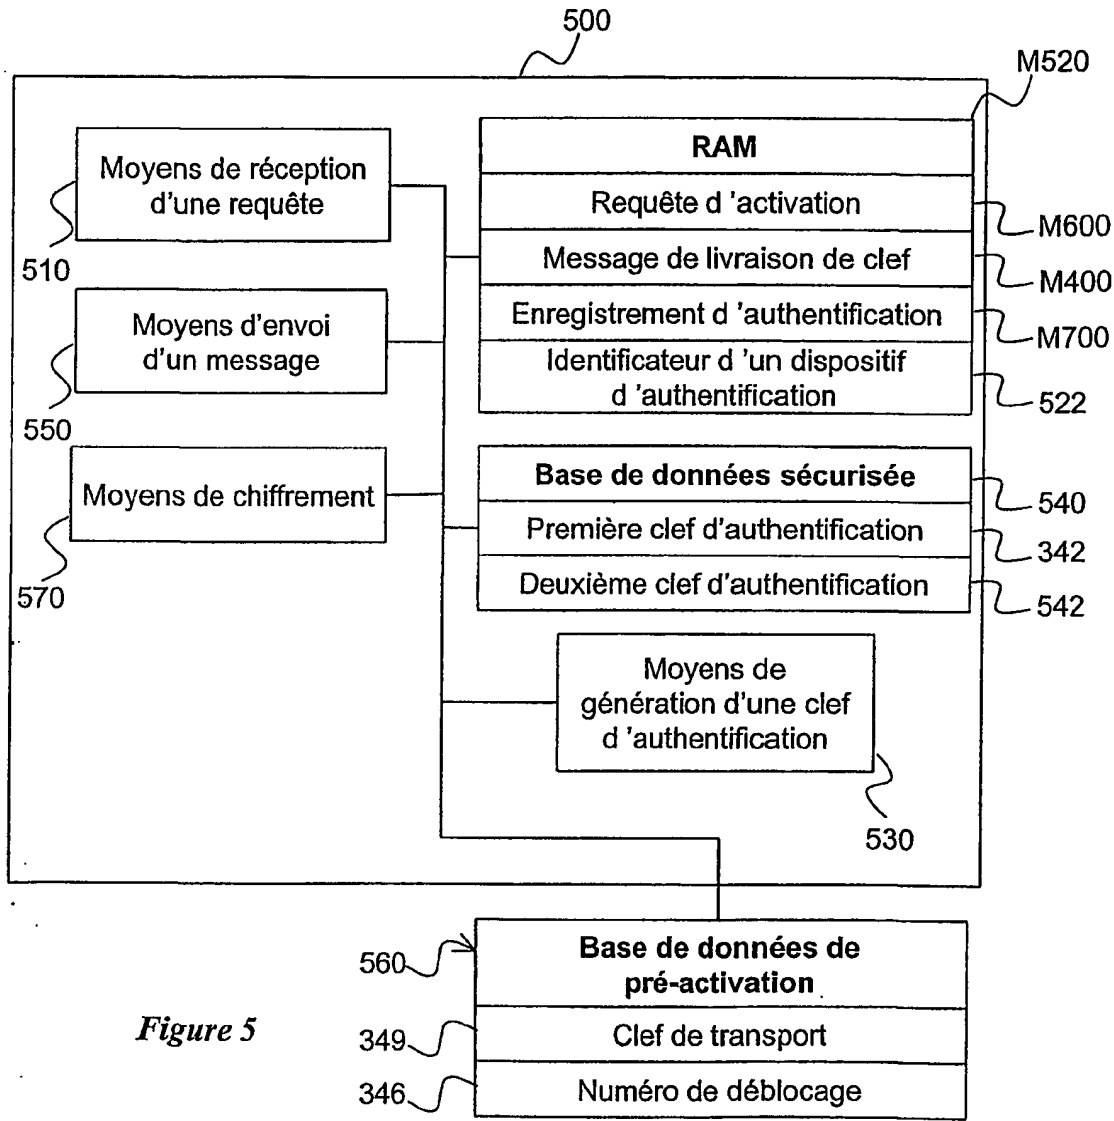 500
M520
Moyens de réception
d'une requête
510
Moyens d'envoi
d'un message
550
Moyens de chiffrement
570
RAM
Requête d 'activation
M600
Message de livraison de clef
M400
Enregistrement d 'authentification
M700
Identificateur d 'un dispositif
d 'authentification
522
Base de données sécurisée
540
Première clef d'authentification
342
Deuxième clef d'authentification
542
Moyens de
génération d'une clef
d 'authentification
530
560
Base de données de
pré-activation
349
Clef de transport
346
Numéro de déblocage
Figure 5